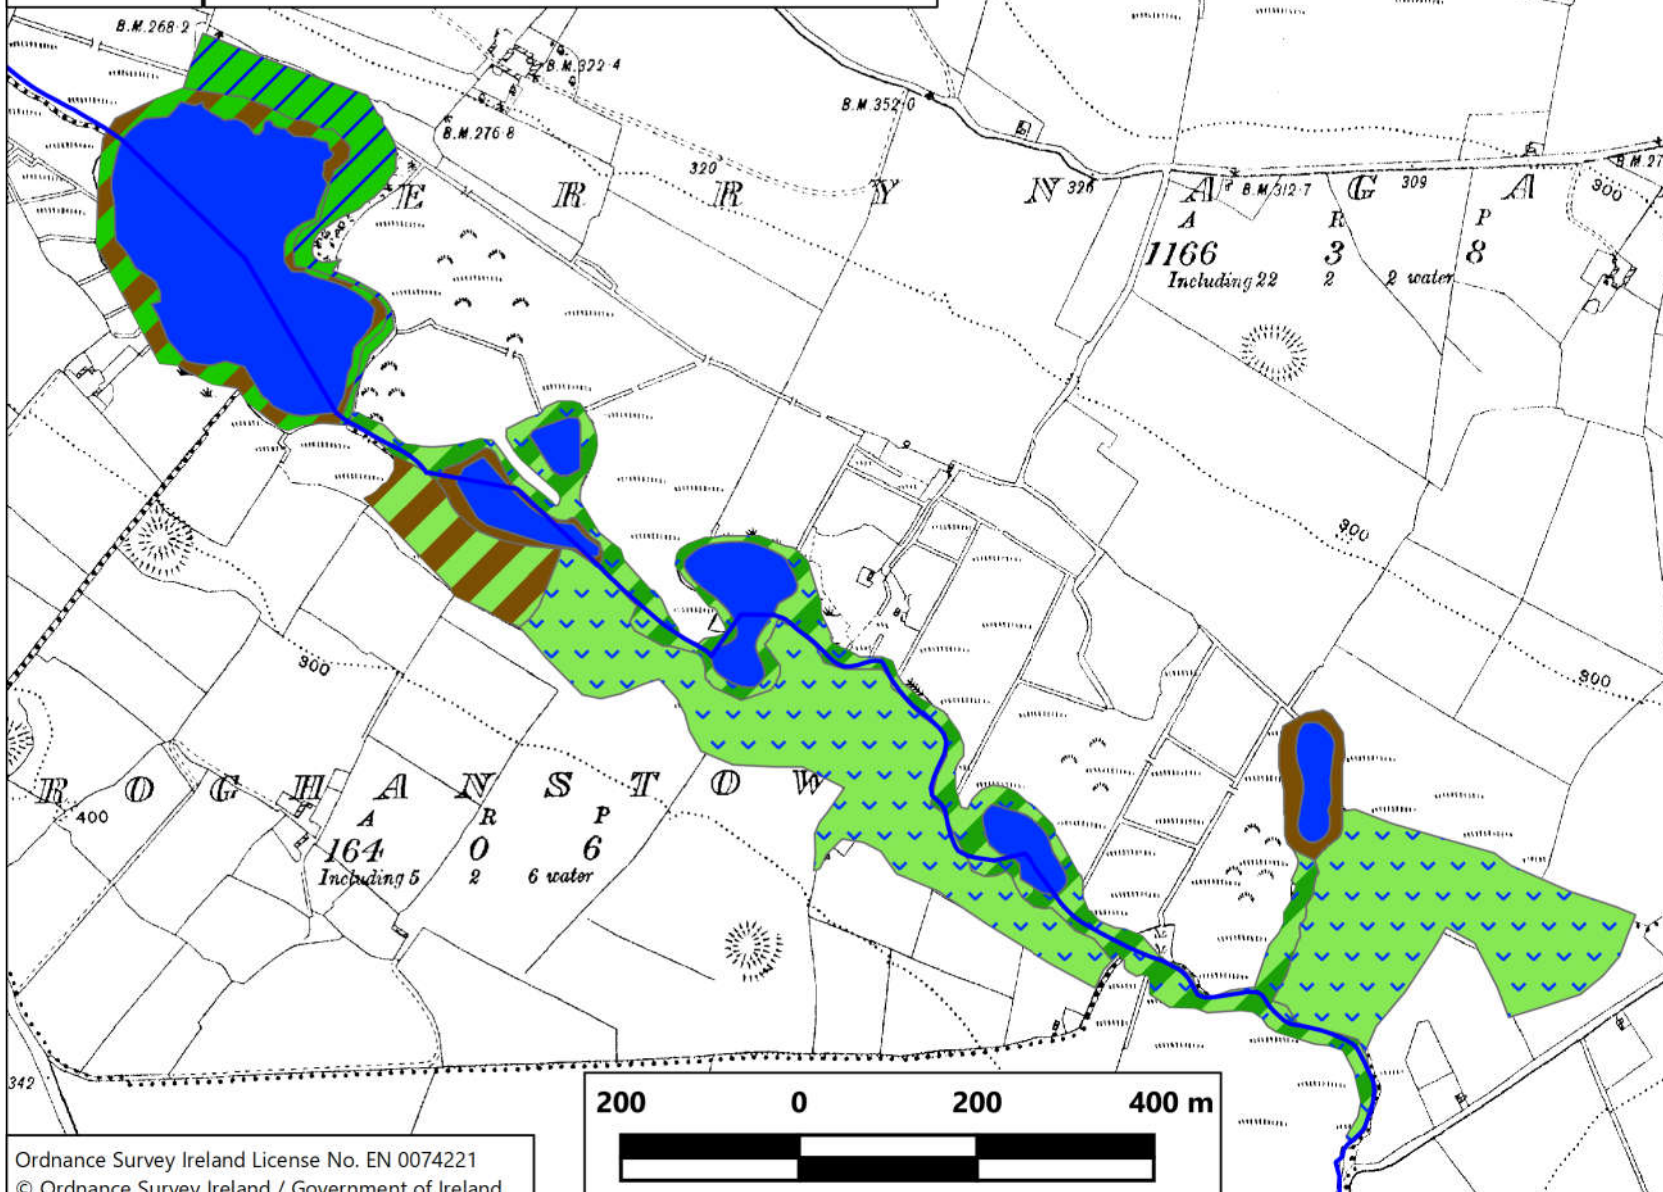 B.M.268·2
B.M.322·4
B.M.352·0
B.M.276·8
320
326
B.M.312·7
309
300
B.M.27
E R R Y N A G A
A R P
1166 3 8
Including 22 2 2 water
300
300
300
R O G H A N S T O W
400
A R P
164 0 6
Including 5 2 6 water
342
200 0 200 400 m
Ordnance Survey Ireland License No. EN 0074221
© Ordnance Survey Ireland / Government of Ireland